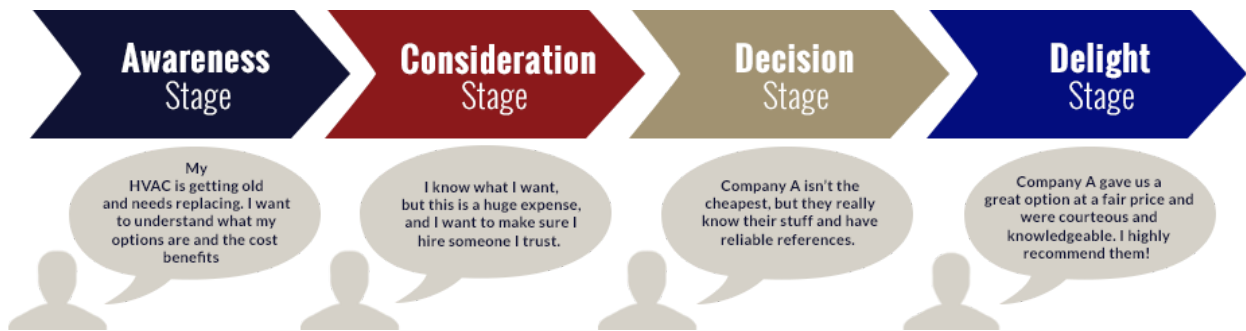 Awareness
Stage
Consideration
Stage
Decision
Stage
Delight
Stage
My
HVAC is getting old
and needs replacing. I want
to understand what my
options are and the cost
benefits
I know what I want,
but this is a huge expense,
and I want to make sure I
hire someone I trust.
Company A isn't the
cheapest, but they really
know their stuff and have
reliable references.
Company A gave us a
great option at a fair price and
were courteous and
knowledgeable. I highly
recommend them!